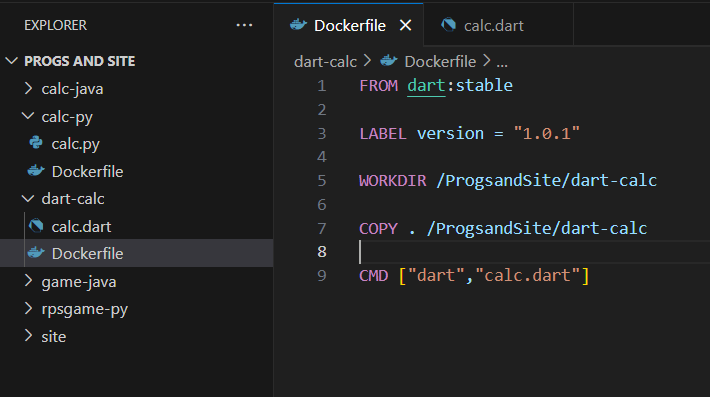 EXPLORER ...
PROGS AND SITE
calc-java
calc-py
calc.py
Dockerfile
dart-calc
calc.dart
Dockerfile
game-java
rpsgame-py
site
Dockerfile calc.dart
dart-calc > Dockerfile > ...
1 FROM dart:stable
2
3 LABEL version = "1.0.1"
4
5 WORKDIR /ProgsandSite/dart-calc
6
7 COPY . /ProgsandSite/dart-calc
8
9 CMD ["dart","calc.dart"]